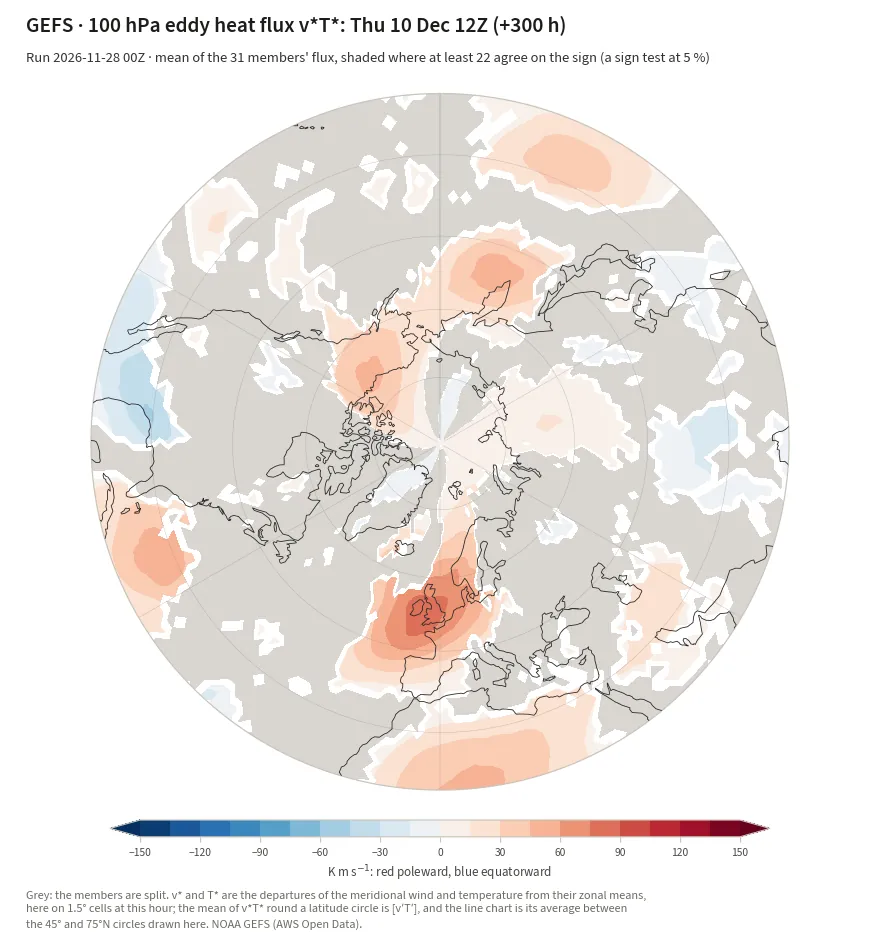 GEFS · 100 hPa eddy heat flux v*T*: Thu 10 Dec 12Z (+300 h)
Run 2026-11-28 00Z · mean of the 31 members' flux, shaded where at least 22 agree on the sign (a sign test at 5 %)
−150 −120 −90 −60 −30 0 30 60 90 120 150
K m s⁻¹: red poleward, blue equatorward
Grey: the members are split. v* and T* are the departures of the meridional wind and temperature from their zonal means,
here on 1.5° cells at this hour; the mean of v*T* round a latitude circle is [v'T'], and the line chart is its average between
the 45° and 75°N circles drawn here. NOAA GEFS (AWS Open Data).